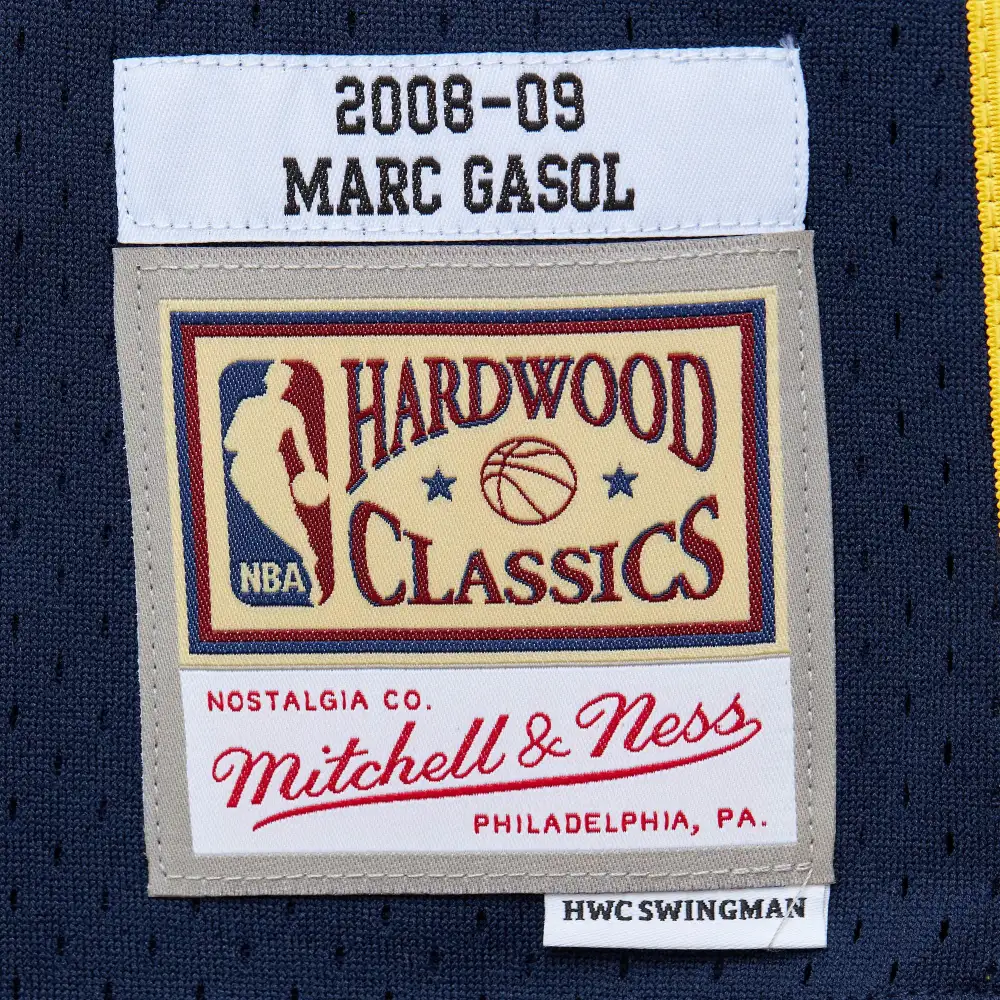 2008-09
MARC GASOL
HARDWOOD
CLASSICS
NBA
NOSTALGIA CO.
Mitchell & Ness
PHILADELPHIA, PA.
HWC SWINGMAN